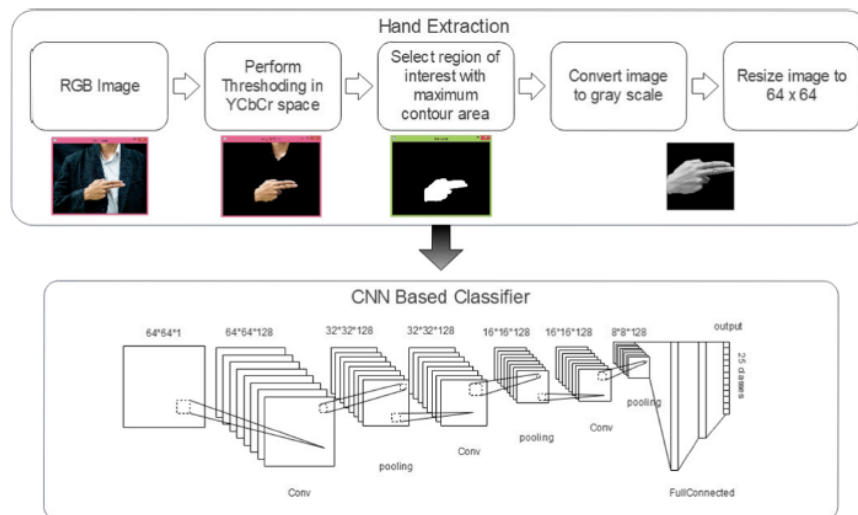 Hand Extraction
RGB Image
Perform
Threshoding in
YCbCr space
Select region of
interest with
maximum
contour area
Convert image
to gray scale
Resize image to
64 x 64
CNN Based Classifier
64*64*1
64*64*128
32*32*128
32*32*128
16*16*128
16*16*128
8*8*128
output
25 classes
Conv
pooling
Conv
pooling
Conv
pooling
FullConnected